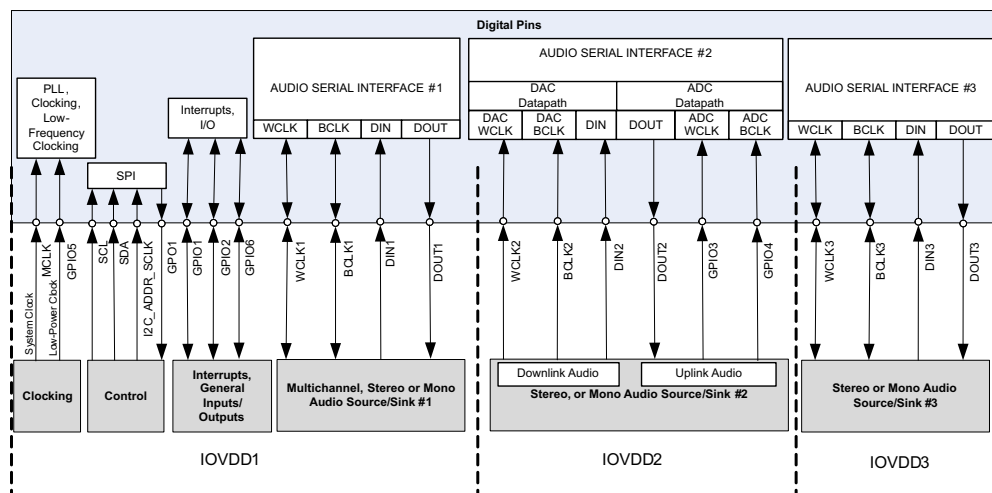 Digital Pins
PLL,
Clocking,
Low-
Frequency
Clocking
SPI
Interrupts,
I/O
AUDIO SERIAL INTERFACE #1
WCLK BCLK DIN DOUT
AUDIO SERIAL INTERFACE #2
DAC
Datapath
ADC
Datapath
DAC
WCLK
DAC
BCLK
DIN
DOUT
ADC
WCLK
ADC
BCLK
AUDIO SERIAL INTERFACE #3
WCLK BCLK DIN DOUT
System Clock
MCLK
Low-Power Clock
GPIO5
SCL
SDA
I2C_ADDR_SCLK
GPO1
GPIO1
GPIO2
GPIO6
WCLK1
BCLK1
DIN1
DOUT1
WCLK2
BCLK2
DIN2
DOUT2
GPIO3
GPIO4
WCLK3
BCLK3
DIN3
DOUT3
Clocking
Control
Interrupts,
General
Inputs/
Outputs
Multichannel, Stereo or Mono
Audio Source/Sink #1
Downlink Audio
Uplink Audio
Stereo, or Mono Audio Source/Sink #2
Stereo or Mono Audio
Source/Sink #3
IOVDD1
IOVDD2
IOVDD3